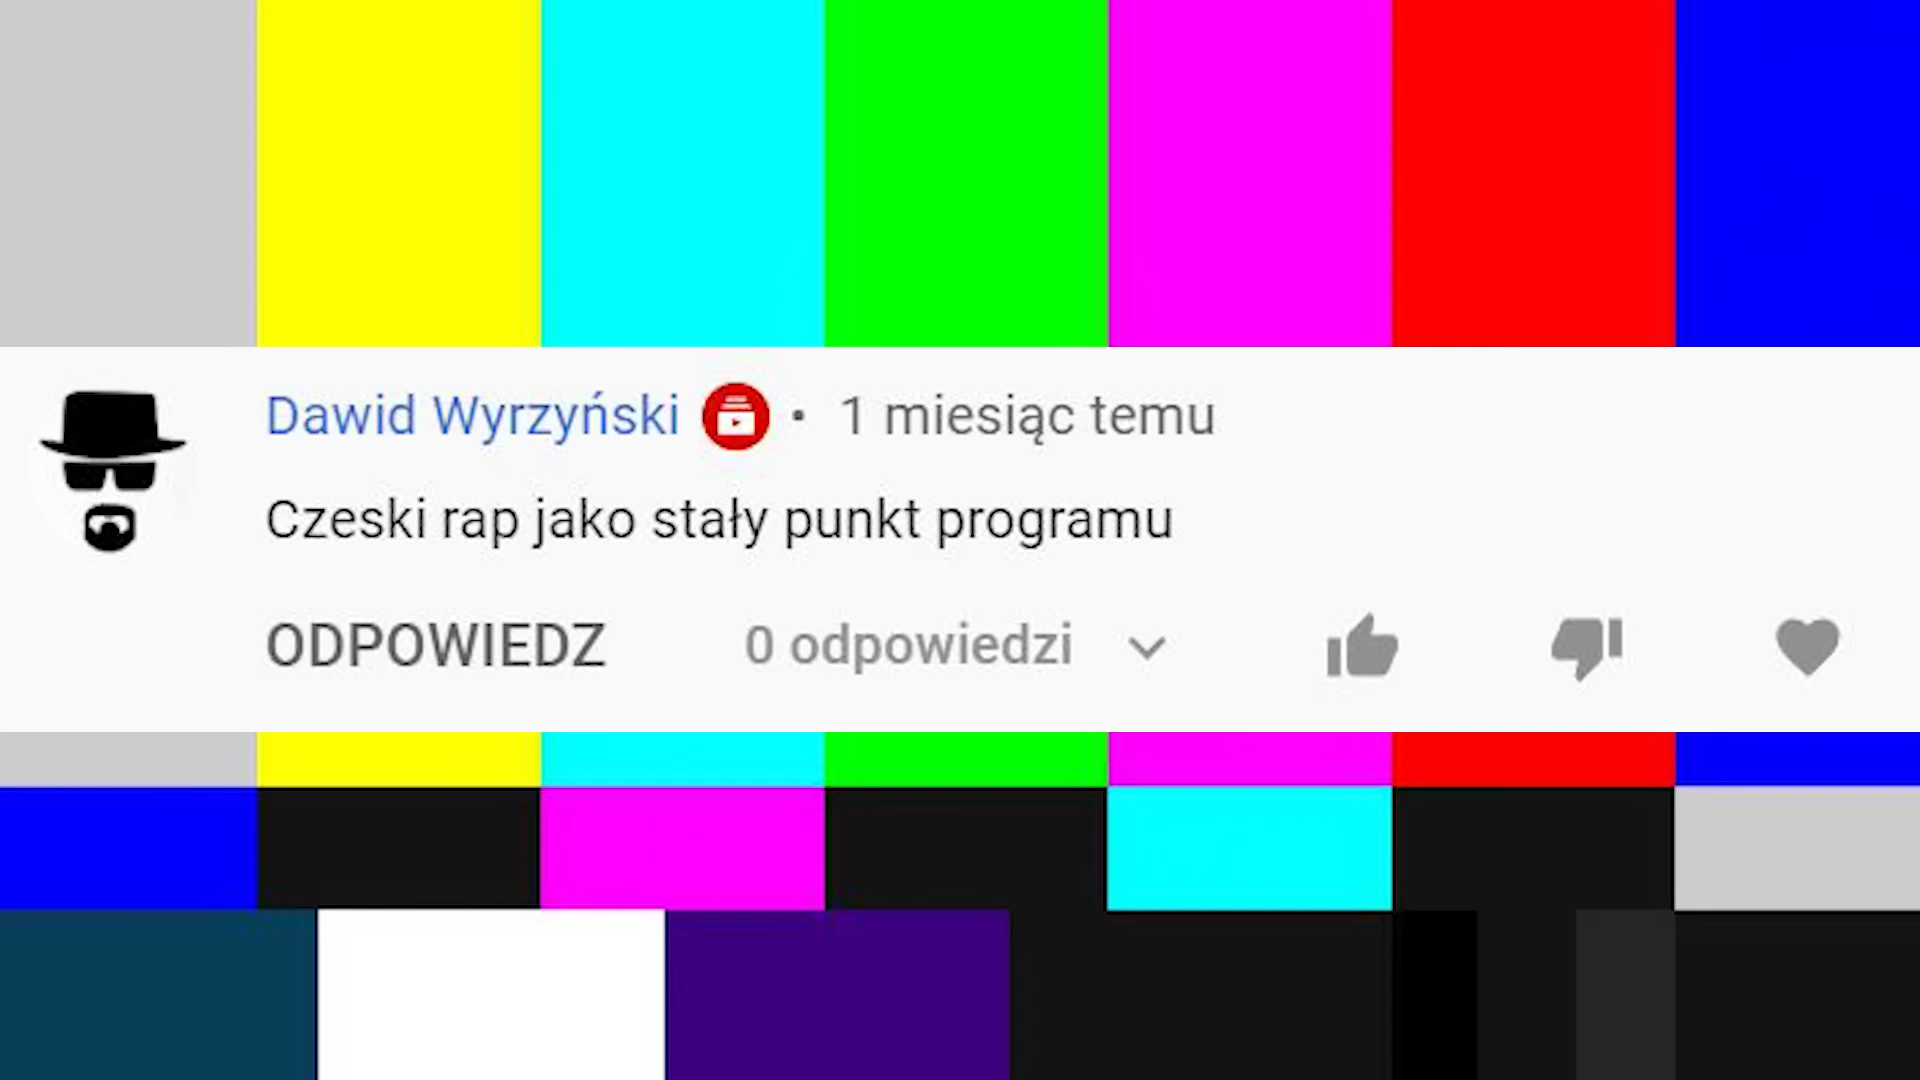 Dawid Wyrzyński • 1 miesiąc temu
Czeski rap jako stały punkt programu
ODPOWIEDZ 0 odpowiedzi